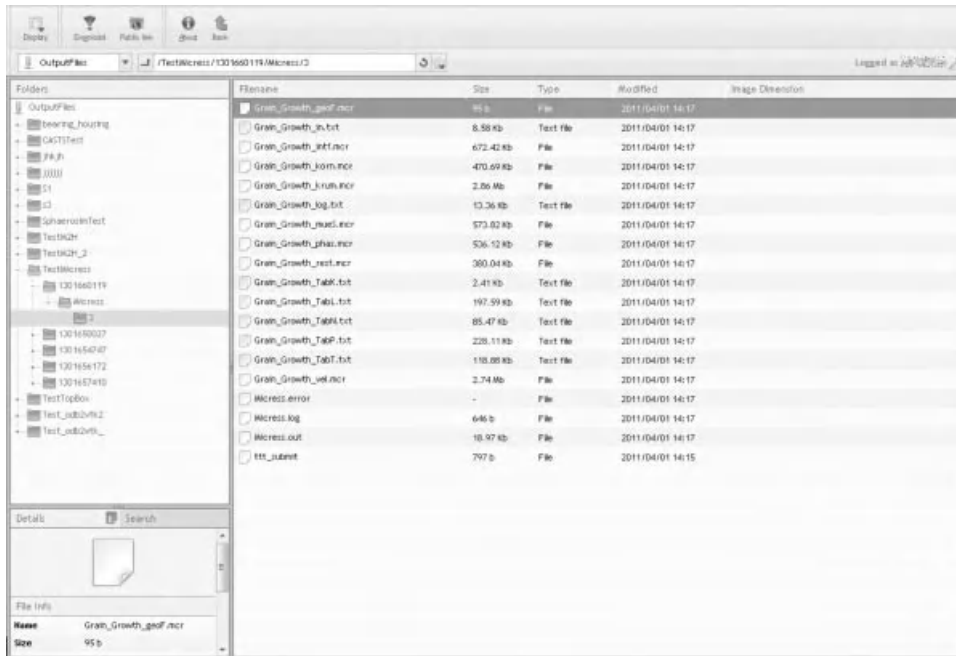 Display Download Public link About Back
OutputFiles /TestMicress/1301660119/Micress/3 Logged as
Folders
OutputFiles
bearing_housing
CASTSTest
S1
s3
SphaerosimTest
TestM2H
TestM2H_2
TestMicress
1301660119
Micress
3
1301650037
1301654747
1301656172
1301657410
TestTopBox
Test_odb2vtk2
Test_odb2vtk_
Filename Size Type Modified Image Dimension
Grain_Growth_geoF.mcr 95 b File 2011/04/01 14:17
Grain_Growth_in.txt 8.58 Kb Text file 2011/04/01 14:17
Grain_Growth_intf.mcr 672.42 Kb File 2011/04/01 14:17
Grain_Growth_korn.mcr 470.69 Kb File 2011/04/01 14:17
Grain_Growth_krum.mcr 2.86 Mb File 2011/04/01 14:17
Grain_Growth_log.txt 13.36 Kb Text file 2011/04/01 14:17
Grain_Growth_mueS.mcr 573.82 Kb File 2011/04/01 14:17
Grain_Growth_phas.mcr 536.12 Kb File 2011/04/01 14:17
Grain_Growth_rest.mcr 380.04 Kb File 2011/04/01 14:17
Grain_Growth_TabK.txt 2.41 Kb Text file 2011/04/01 14:17
Grain_Growth_TabL.txt 197.59 Kb Text file 2011/04/01 14:17
Grain_Growth_TabN.txt 85.47 Kb Text file 2011/04/01 14:17
Grain_Growth_TabP.txt 228.11 Kb Text file 2011/04/01 14:17
Grain_Growth_TabT.txt 118.88 Kb Text file 2011/04/01 14:17
Grain_Growth_vel.mcr 2.74 Mb File 2011/04/01 14:17
Micress.error - File 2011/04/01 14:17
Micress.log 646 b File 2011/04/01 14:17
Micress.out 18.97 Kb File 2011/04/01 14:17
ttt_submit 797 b File 2011/04/01 14:15
Details Search
File Info
Name Grain_Growth_geoF.mcr
Size 95 b